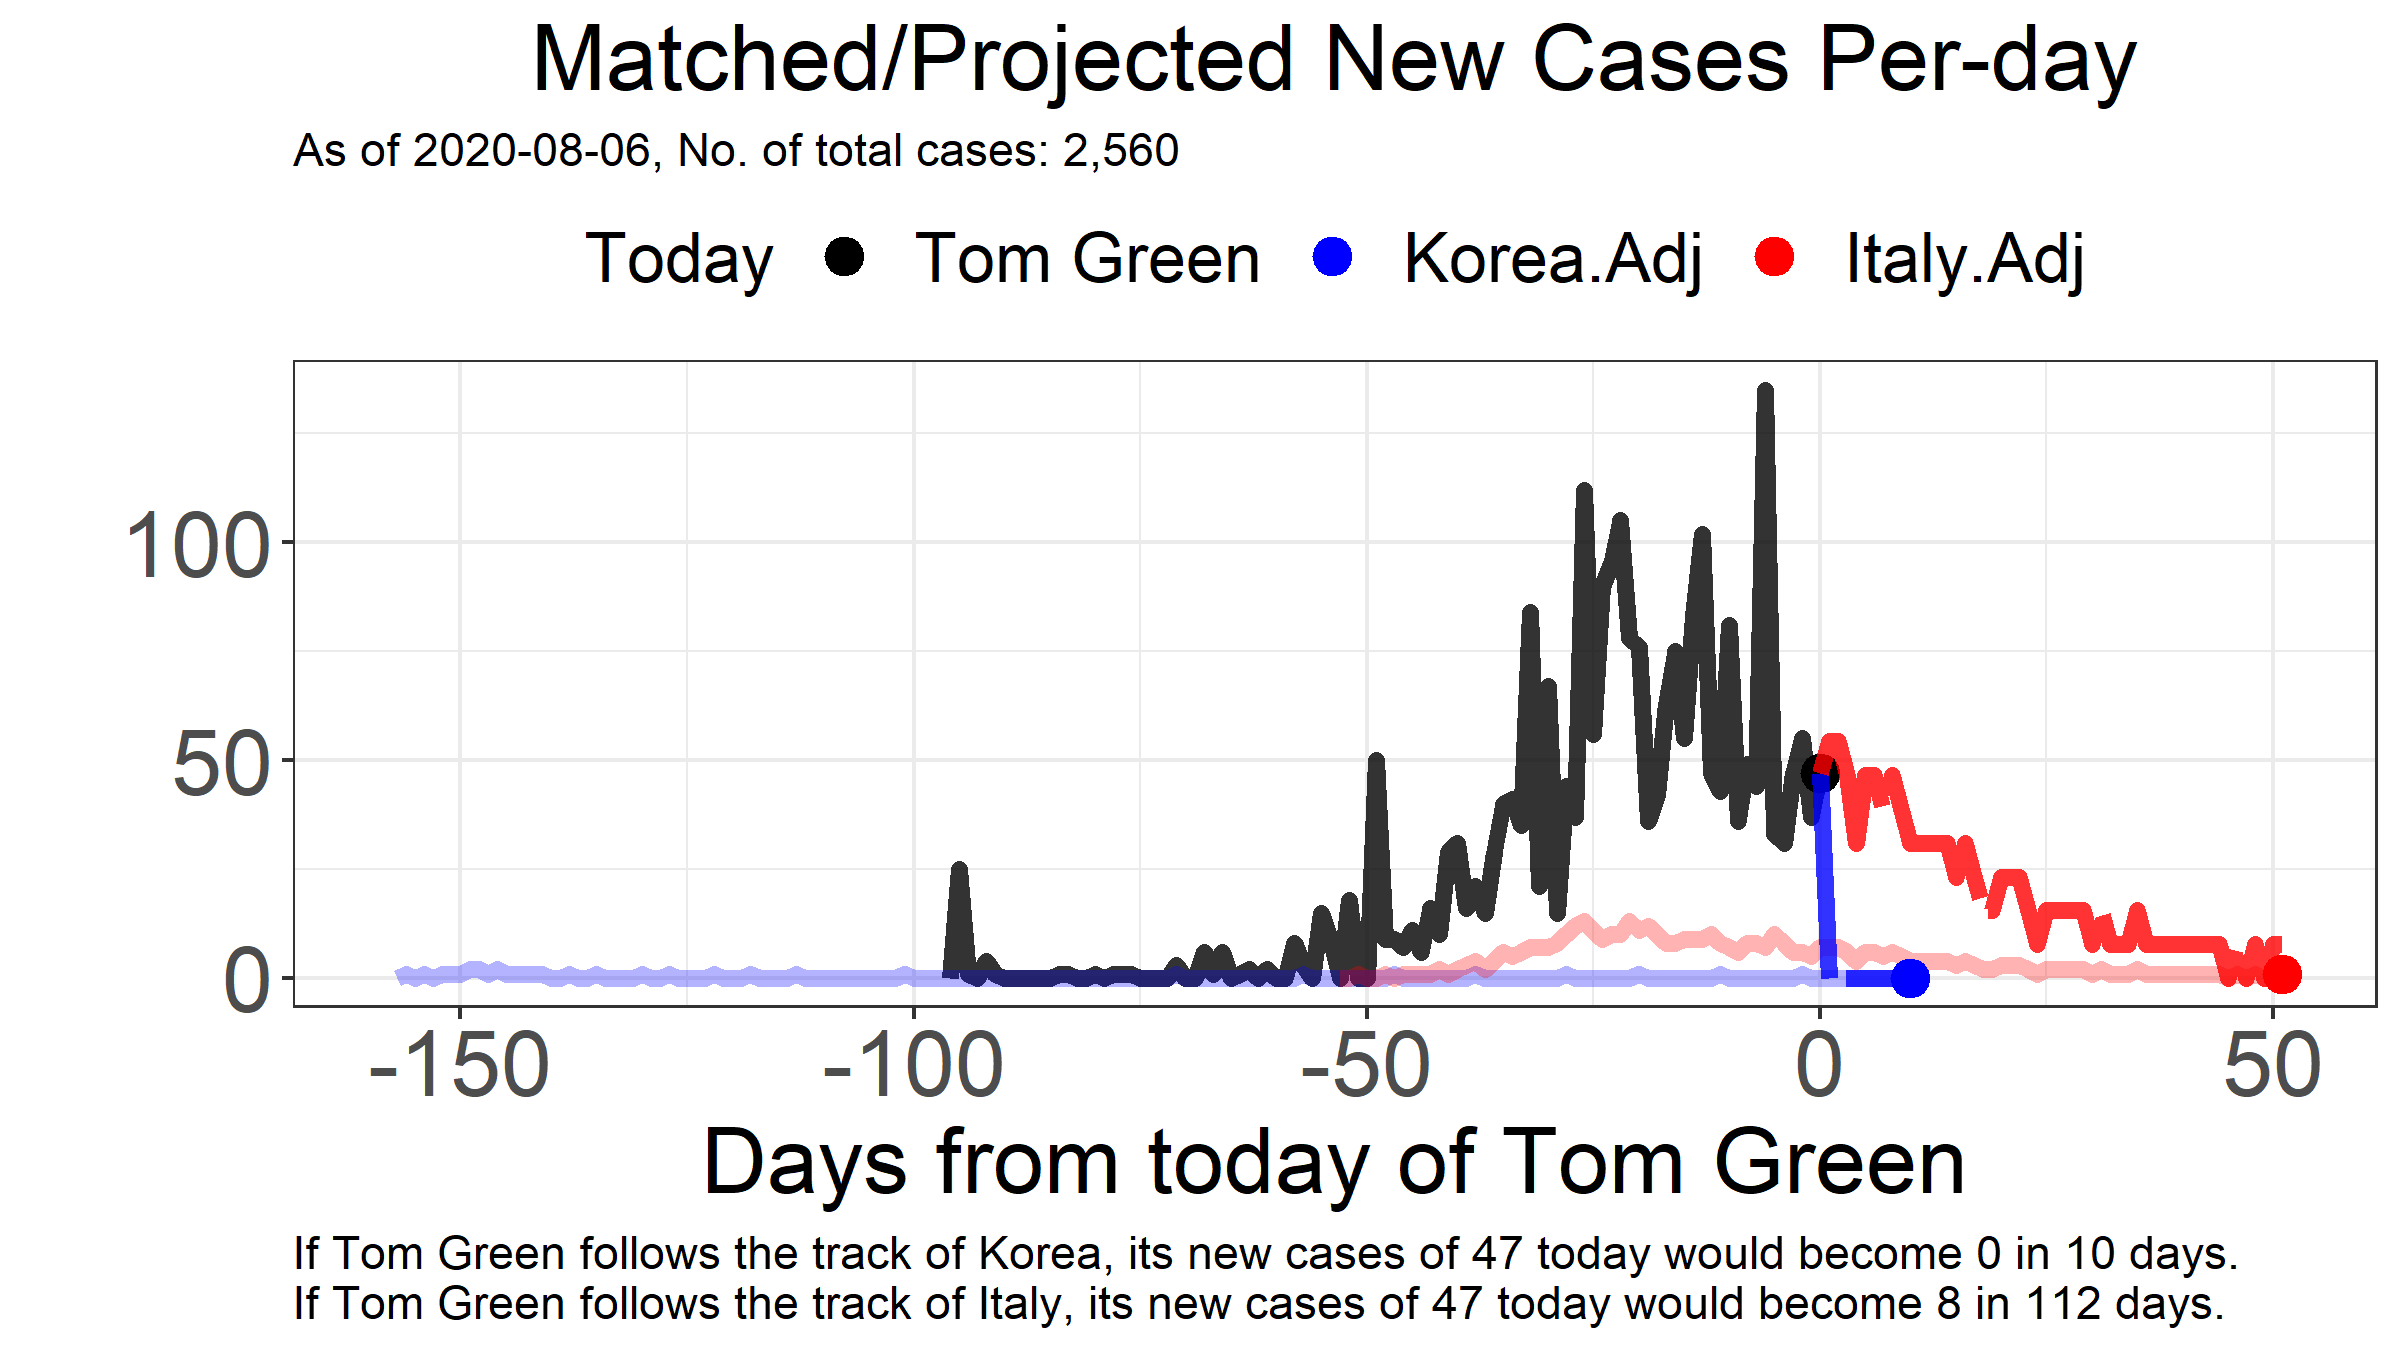 Matched/Projected New Cases Per-day
As of 2020-08-06, No. of total cases: 2,560
Today Tom Green Korea.Adj Italy.Adj
100
50
0
-150 -100 -50 0 50
Days from today of Tom Green
If Tom Green follows the track of Korea, its new cases of 47 today would become 0 in 10 days.
If Tom Green follows the track of Italy, its new cases of 47 today would become 8 in 112 days.